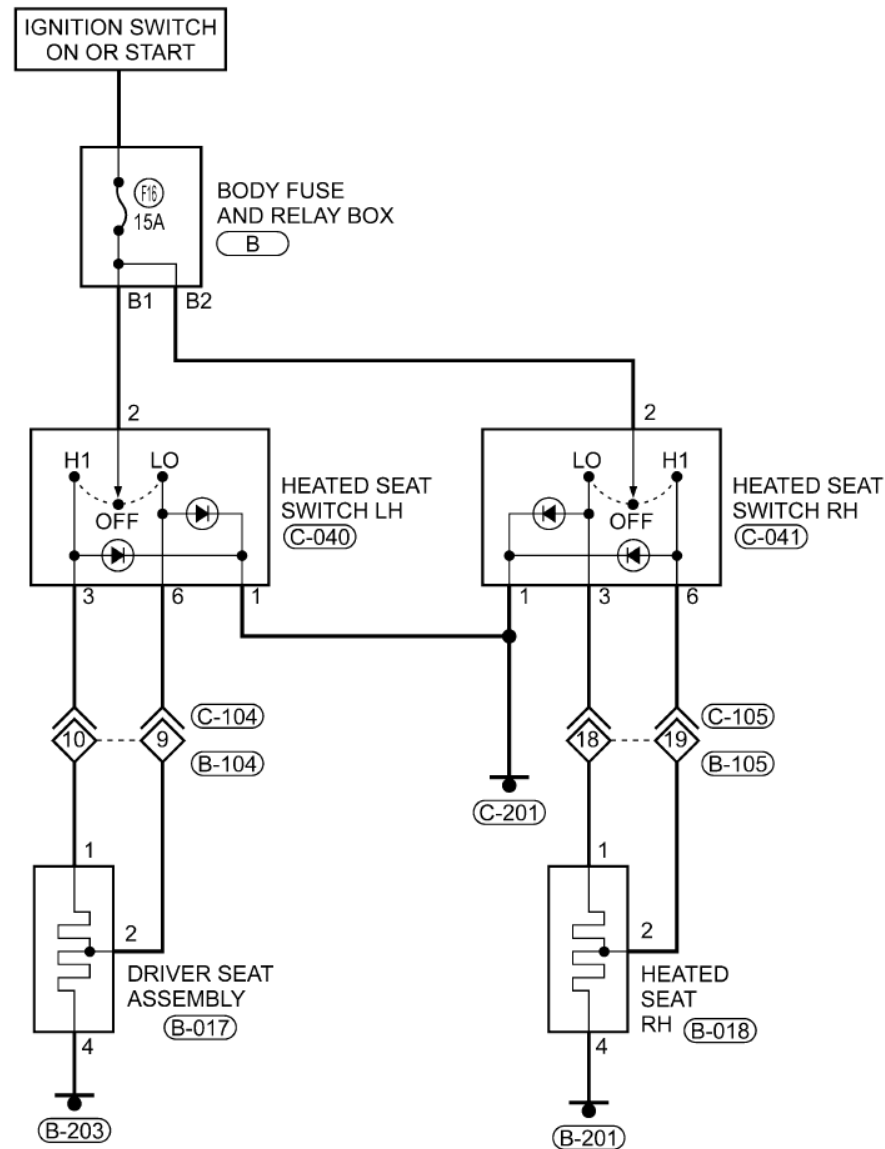 IGNITION SWITCH
ON OR START
F16
15A
BODY FUSE
AND RELAY BOX
B
B1 B2
2
2
H1 LO
OFF
HEATED SEAT
SWITCH LH
C-040
LO H1
OFF
HEATED SEAT
SWITCH RH
C-041
3 6 1
1 3 6
C-104
10 9
B-104
C-105
18 19
B-105
C-201
1
2
DRIVER SEAT
ASSEMBLY
B-017
4
B-203
1
2
HEATED
SEAT
RH B-018
4
B-201